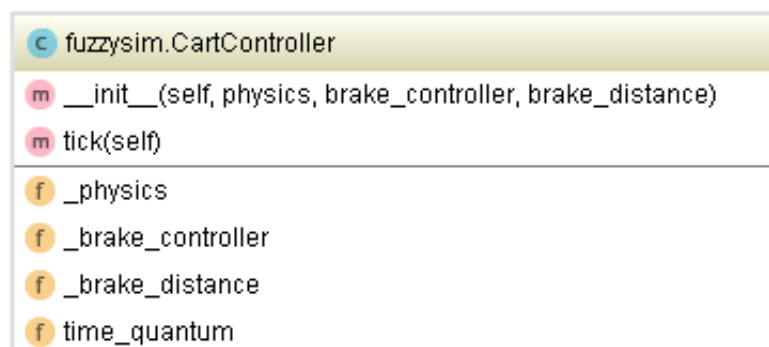 C fuzzysim.CartController
m __init__(self, physics, brake_controller, brake_distance)
m tick(self)
f _physics
f _brake_controller
f _brake_distance
f time_quantum